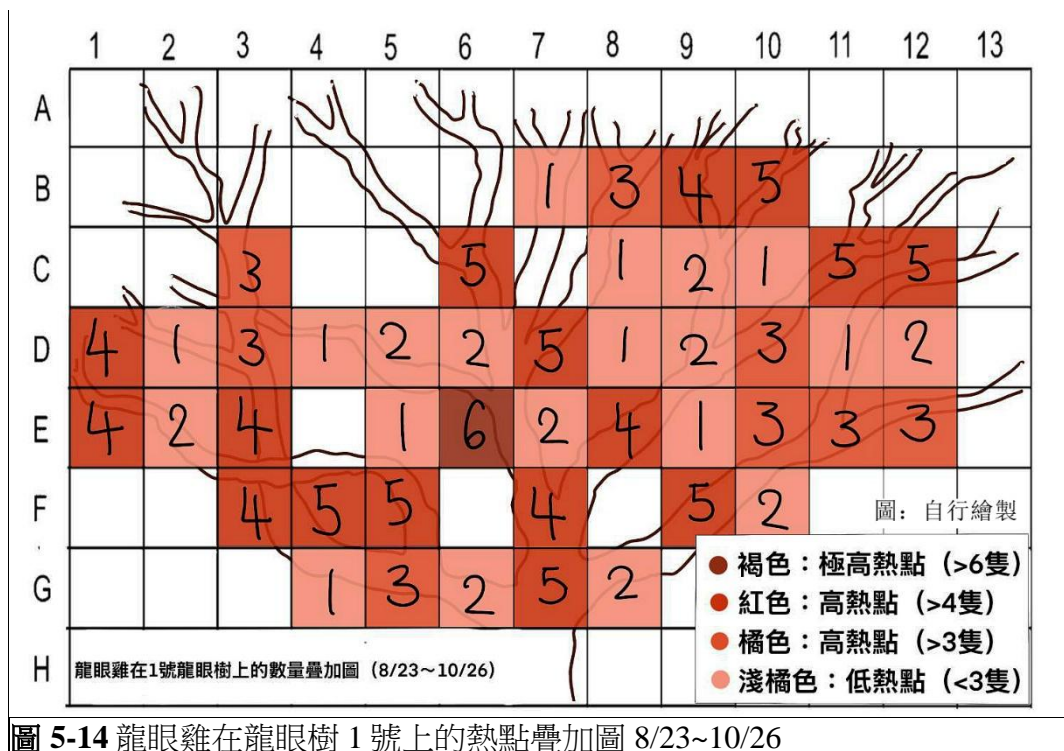 1 2 3 4 5 6 7 8 9 10 11 12 13
A
B 1 3 4 5
C 3 5 1 2 1 5 5
D 4 1 3 1 2 2 5 1 2 3 1 2
E 4 2 4 1 6 2 4 1 3 3 3
F 4 5 5 4 5 2
圖：自行繪製
G 1 3 2 5 2
褐色：極高熱點（>6隻）
紅色：高熱點（>4隻）
橘色：高熱點（>3隻）
淺橘色：低熱點（<3隻）
H 龍眼雞在1號龍眼樹上的數量疊加圖（8/23～10/26）
圖 5-14 龍眼雞在龍眼樹 1 號上的熱點疊加圖 8/23~10/26